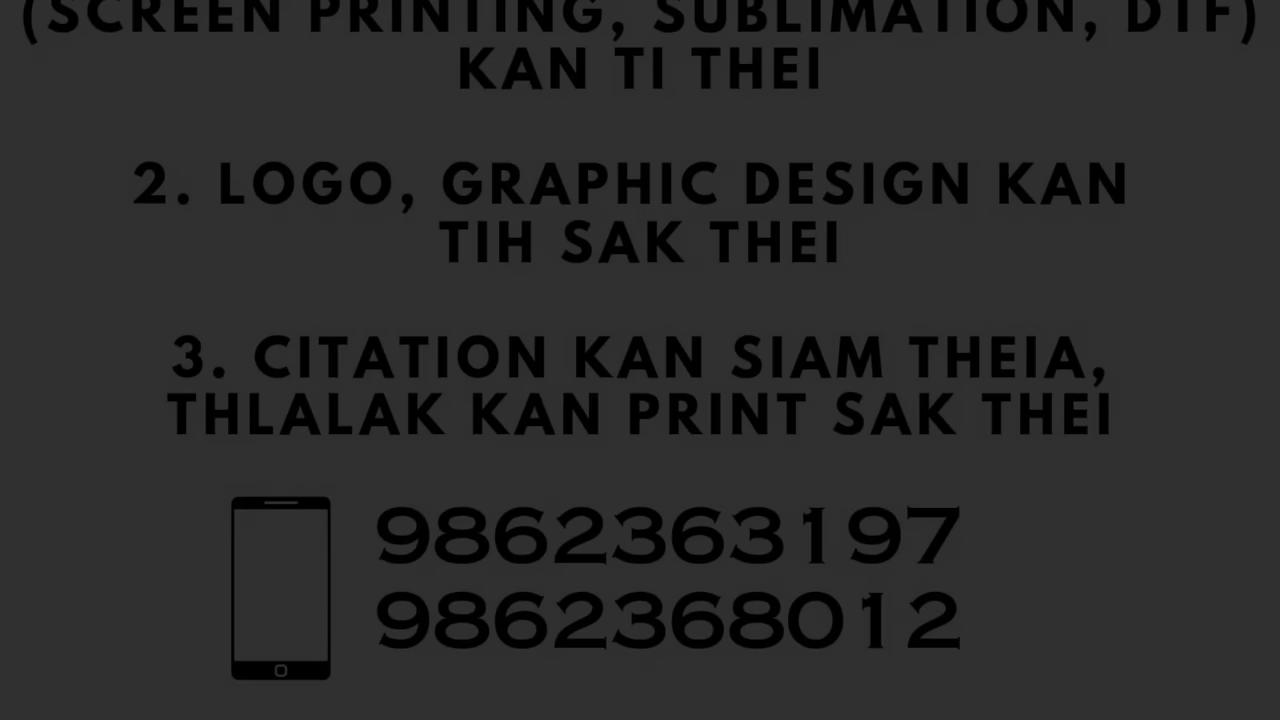 (SCREEN PRINTING, SUBLIMATION, DTF)
KAN TI THEI
2. LOGO, GRAPHIC DESIGN KAN
TIH SAK THEI
3. CITATION KAN SIAM THEIA,
THLALAK KAN PRINT SAK THEI
9862363197
9862368012